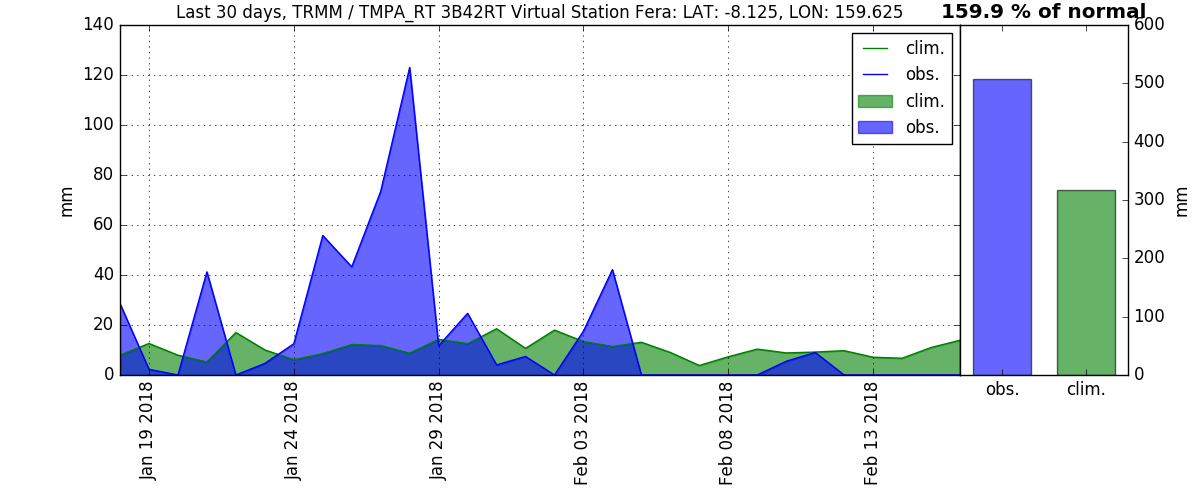 Last 30 days, TRMM / TMPA_RT 3B42RT Virtual Station Fera: LAT: -8.125, LON: 159.625
159.9 % of normal
140
120
100
80
60
40
20
0
mm
clim.
obs.
clim.
obs.
Jan 19 2018
Jan 24 2018
Jan 29 2018
Feb 03 2018
Feb 08 2018
Feb 13 2018
600
500
400
300
200
100
0
mm
obs.
clim.